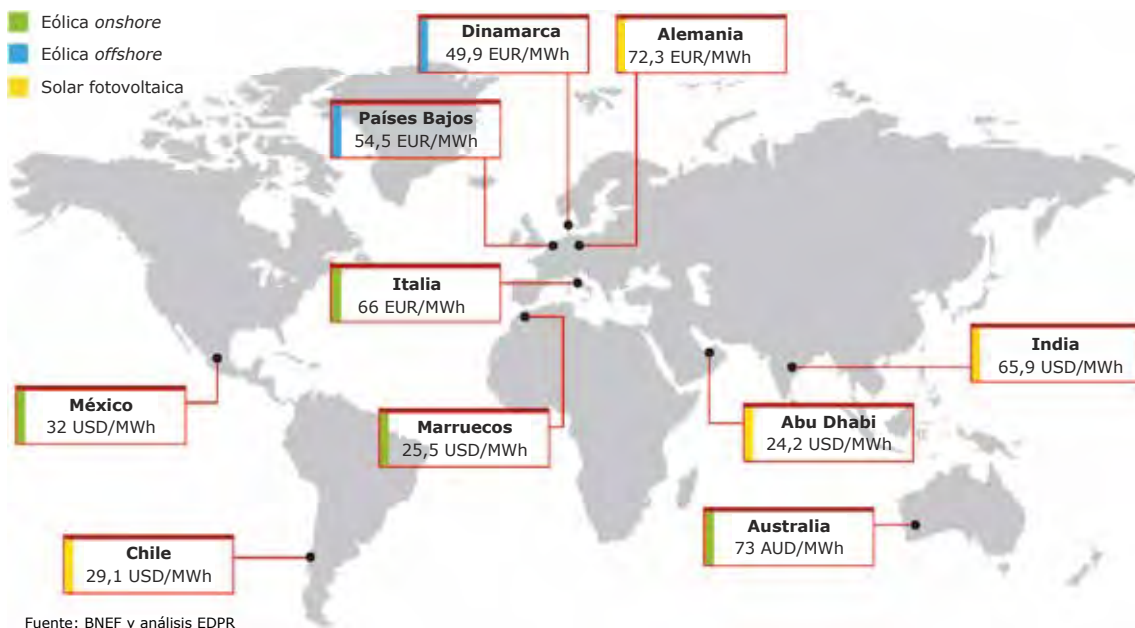 Eólica onshore
Eólica offshore
Solar fotovoltaica
Dinamarca
49,9 EUR/MWh
Alemania
72,3 EUR/MWh
Países Bajos
54,5 EUR/MWh
Italia
66 EUR/MWh
India
65,9 USD/MWh
México
32 USD/MWh
Marruecos
25,5 USD/MWh
Abu Dhabi
24,2 USD/MWh
Australia
73 AUD/MWh
Chile
29,1 USD/MWh
Fuente: BNEF y análisis EDPR